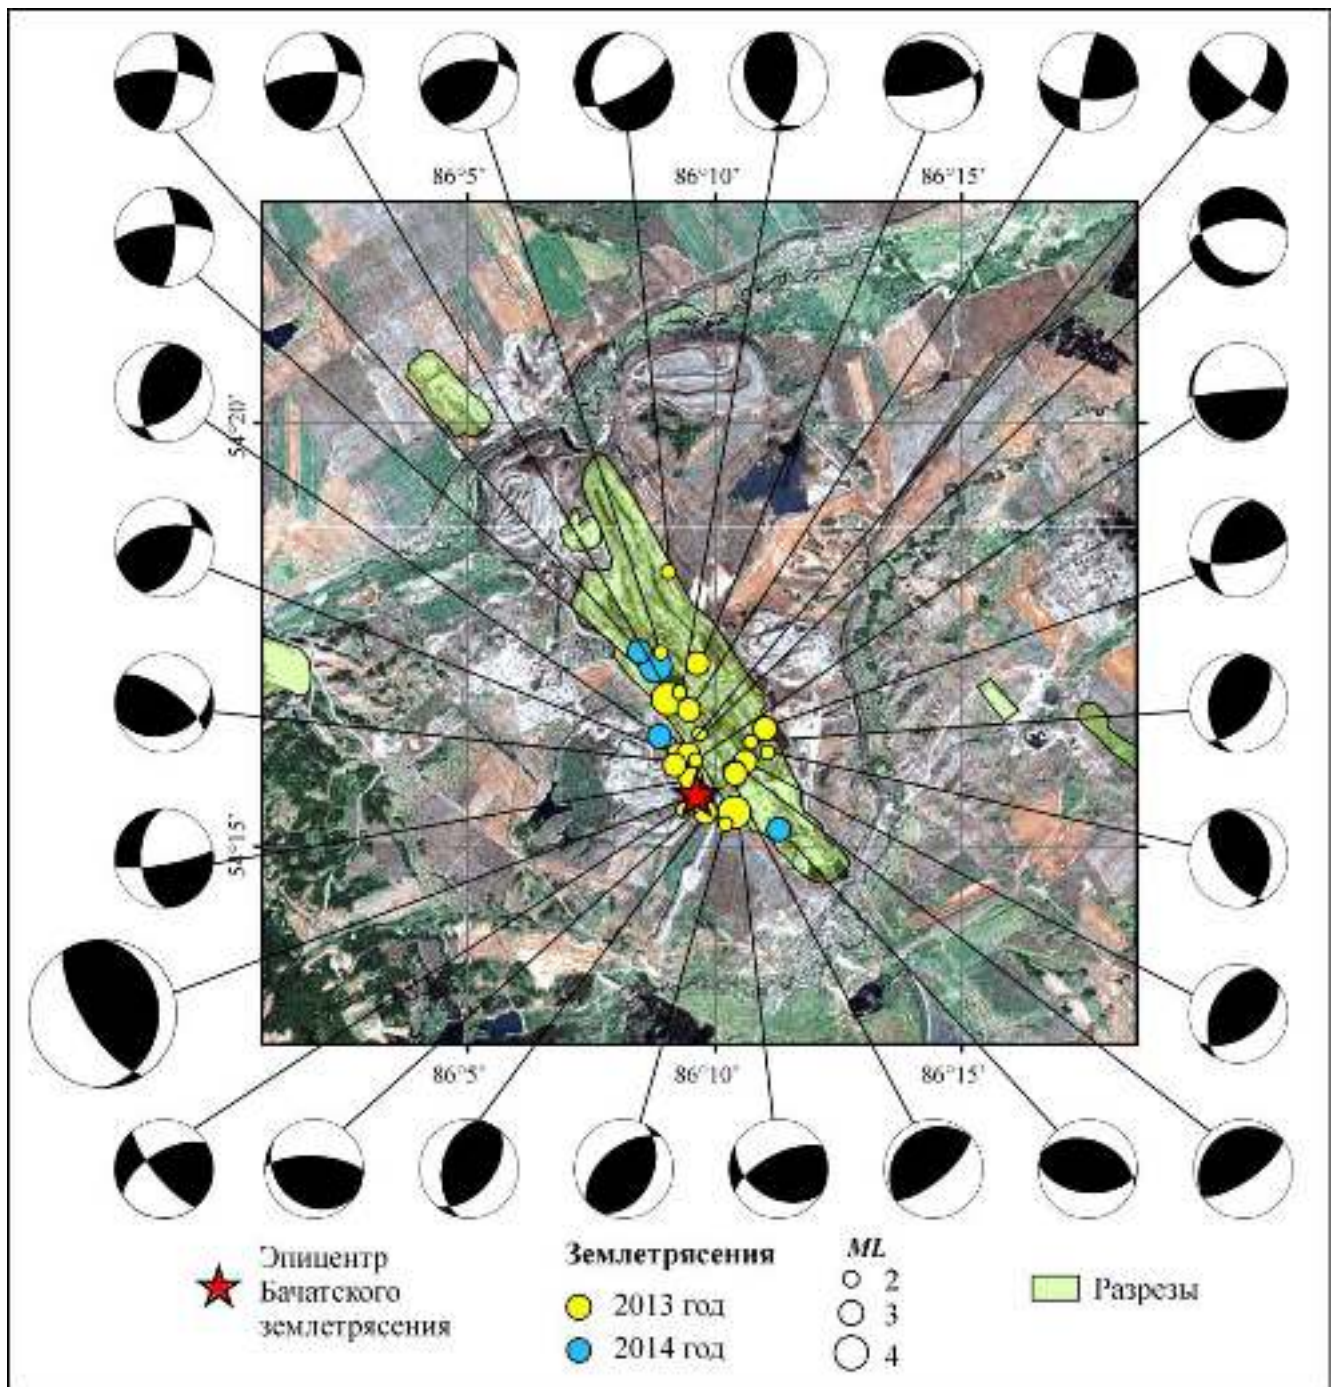 86°5' 86°10' 86°15'
54°20'
54°15'
86°5' 86°10' 86°15'
Эпицентр
Бачатского
землетрясения
Землетрясения
2013 год
2014 год
ML
2
3
4
Разрезы